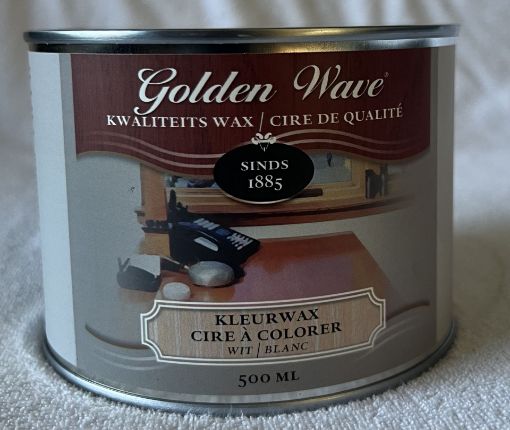 Golden Wave®
KWALITEITS WAX / CIRE DE QUALITÉ
SINDS
1885
KLEURWAX
CIRE À COLORER
WIT / BLANC
500 ML